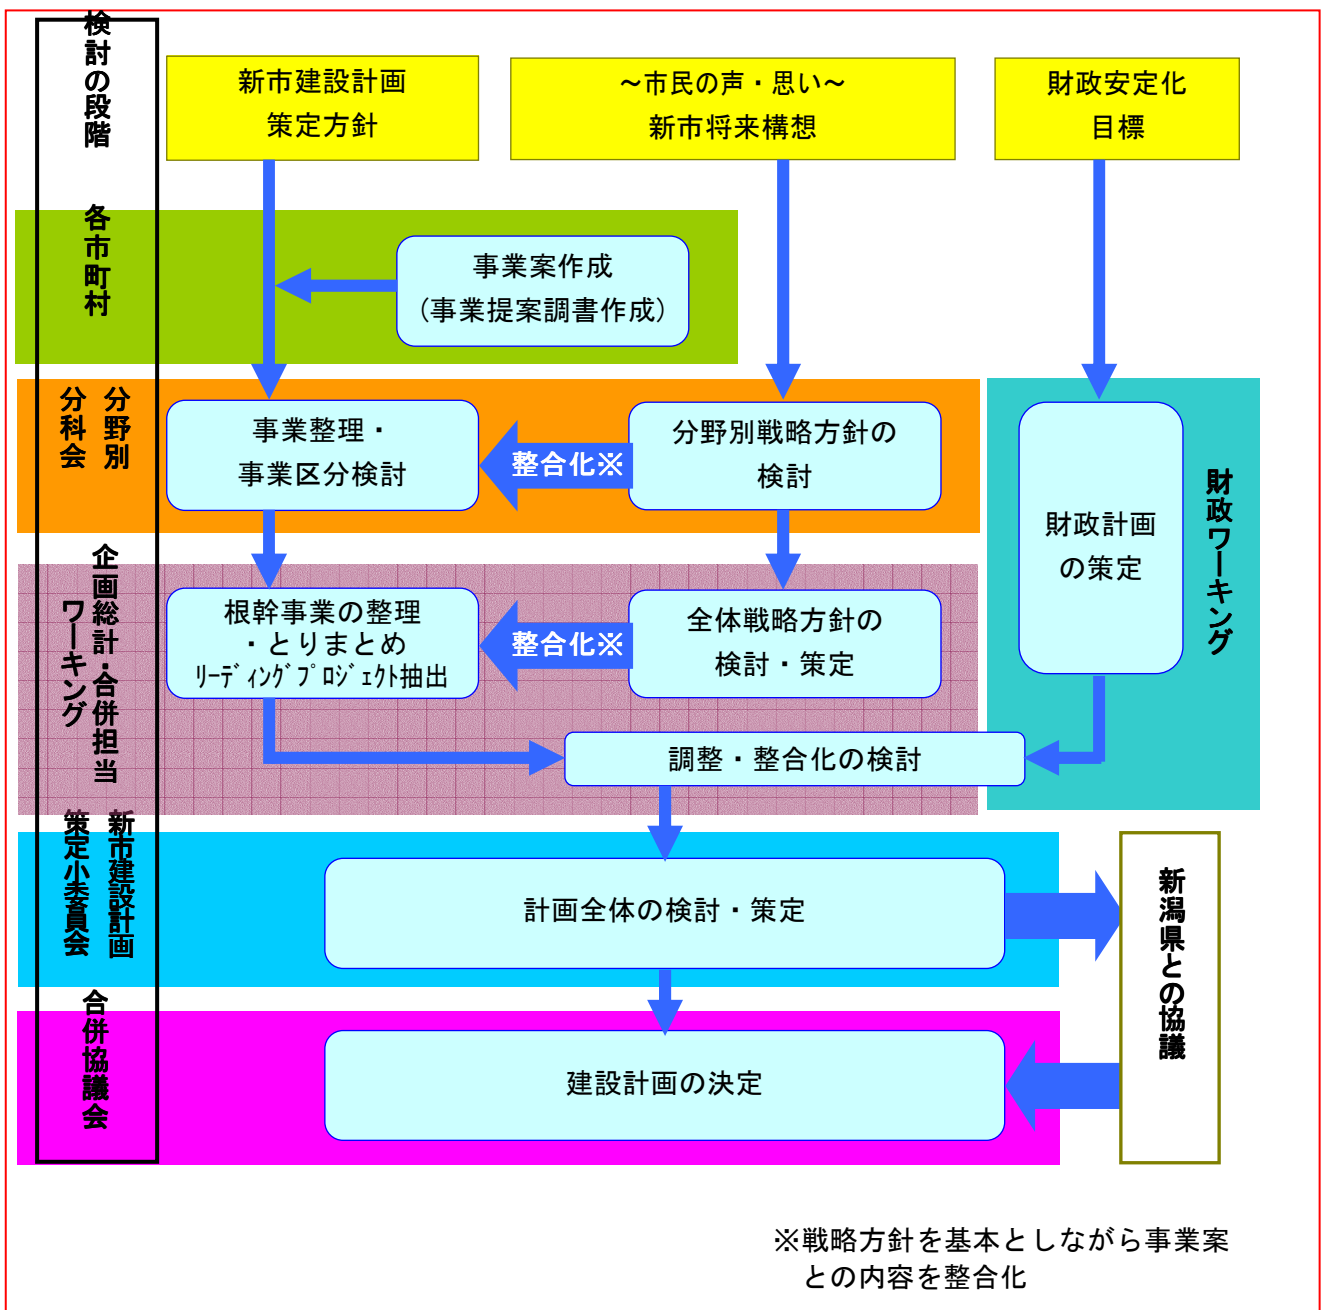 検討の段階
新市建設計画
策定方針
～市民の声・思い～
新市将来構想
財政安定化
目標
各市町村
事業案作成
(事業提案調書作成)
分野別
分科会
事業整理・
事業区分検討
整合化※
分野別戦略方針の
検討
財政計画
の策定
財政ワーキング
企画総計・合併担当
ワーキング
根幹事業の整理
・とりまとめ
ﾘｰﾃﾞｨﾝｸﾞﾌﾟﾛｼﾞｪｸﾄ抽出
整合化※
全体戦略方針の
検討・策定
調整・整合化の検討
新市建設計画
策定小委員会
計画全体の検討・策定
新潟県との協議
合併協議会
建設計画の決定
※戦略方針を基本としながら事業案
との内容を整合化